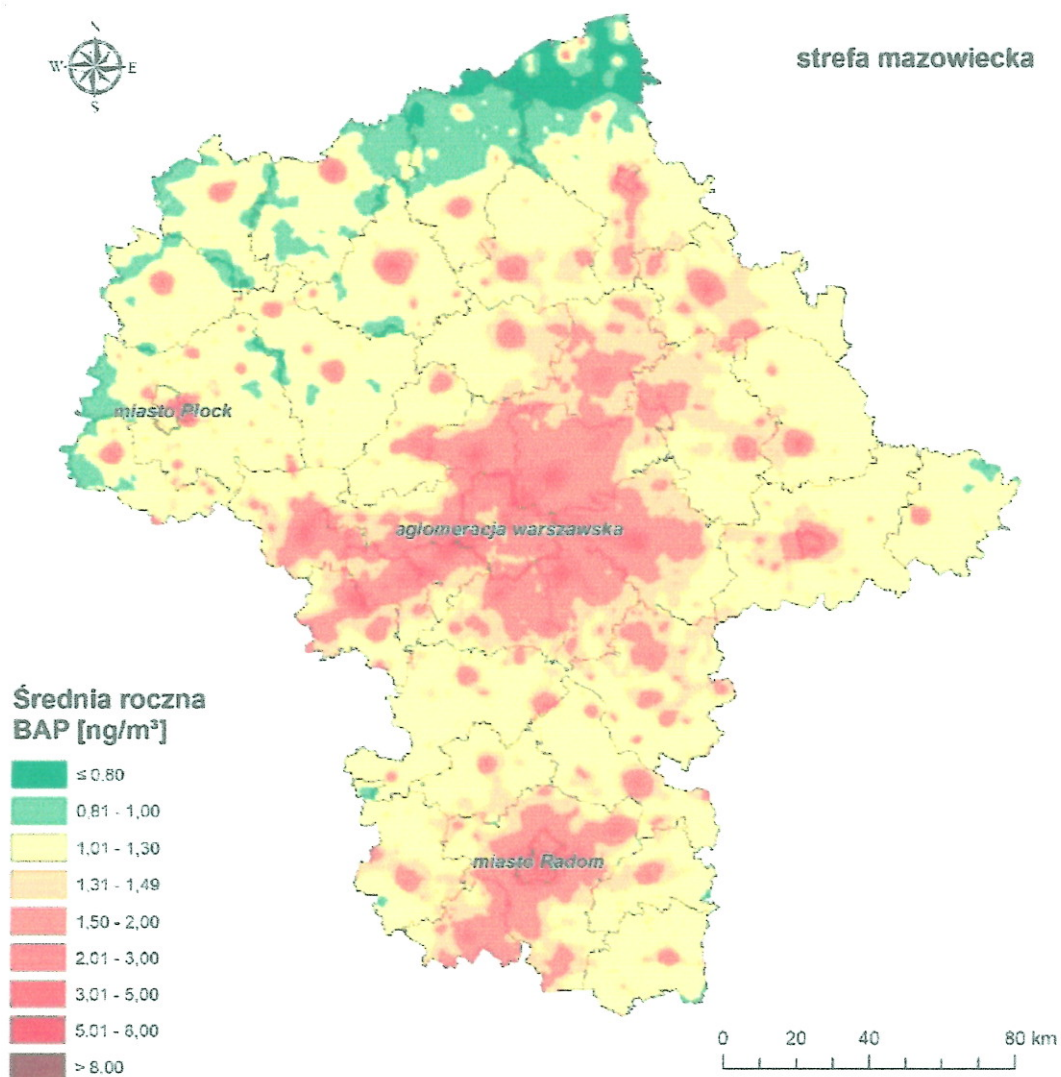 N
W E
S
strefa mazowiecka
miasto Płock
aglomeracja warszawska
miasto Radom
Średnia roczna
BAP [ng/m³]
≤ 0,80
0,81 - 1,00
1,01 - 1,30
1,31 - 1,49
1,50 - 2,00
2,01 - 3,00
3,01 - 5,00
5,01 - 8,00
> 8,00
0 20 40 80 km